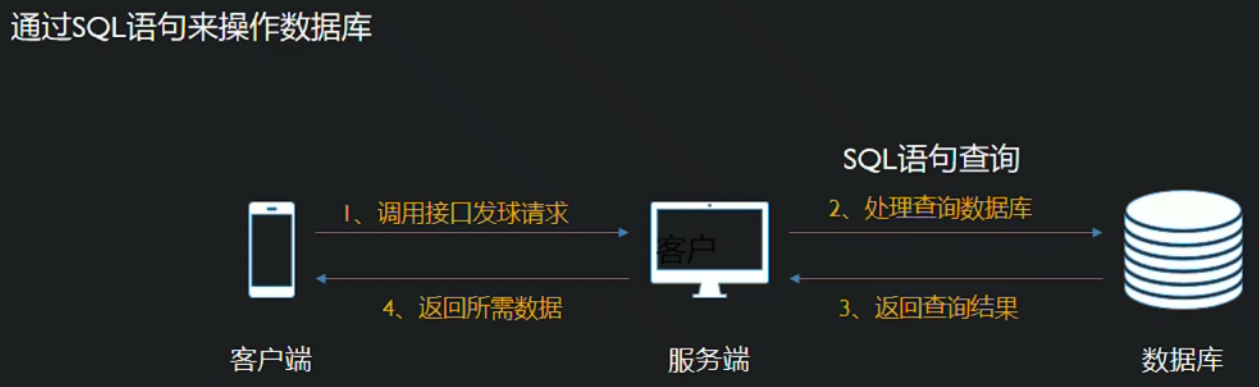 通过SQL语句来操作数据库
SQL语句查询
1、调用接口发球请求
2、处理查询数据库
客户
4、返回所需数据
3、返回查询结果
客户端
服务端
数据库